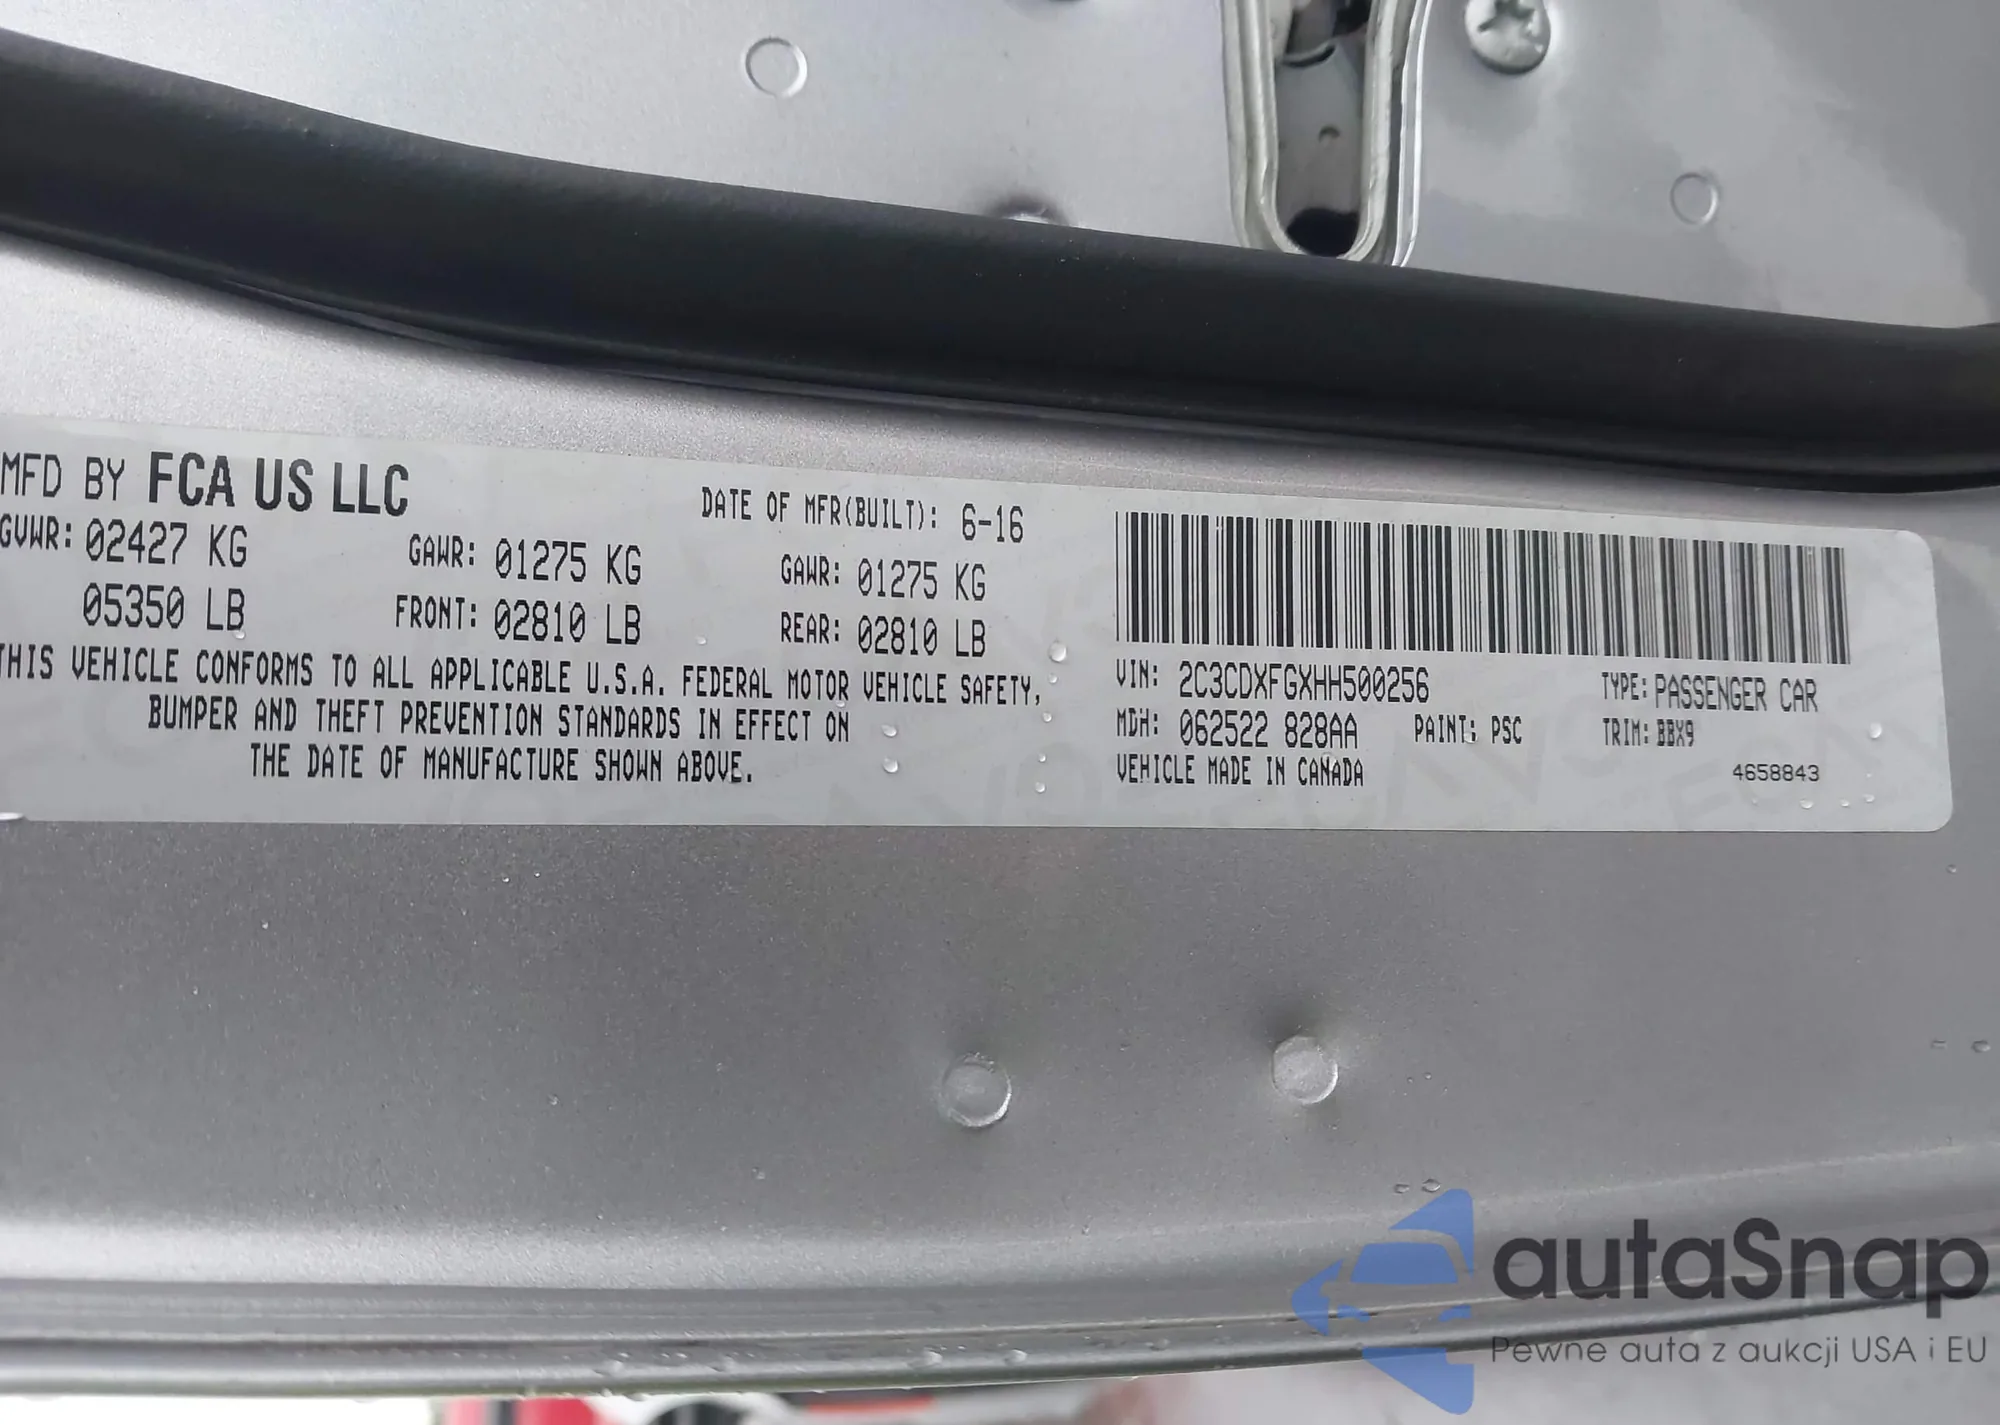 MFD BY FCA US LLC
DATE OF MFR(BUILT): 6-16
GVWR: 02427 KG GAWR: 01275 KG GAWR: 01275 KG
05350 LB FRONT: 02810 LB REAR: 02810 LB
THIS VEHICLE CONFORMS TO ALL APPLICABLE U.S.A. FEDERAL MOTOR VEHICLE SAFETY,
BUMPER AND THEFT PREVENTION STANDARDS IN EFFECT ON
THE DATE OF MANUFACTURE SHOWN ABOVE.
VIN: 2C3CDXFGXHH500256 TYPE: PASSENGER CAR
MDH: 062522 828AA PAINT: PSC TRIM: BBX9
VEHICLE MADE IN CANADA 4658843
autaSnap
Pewne auta z aukcji USA i EU